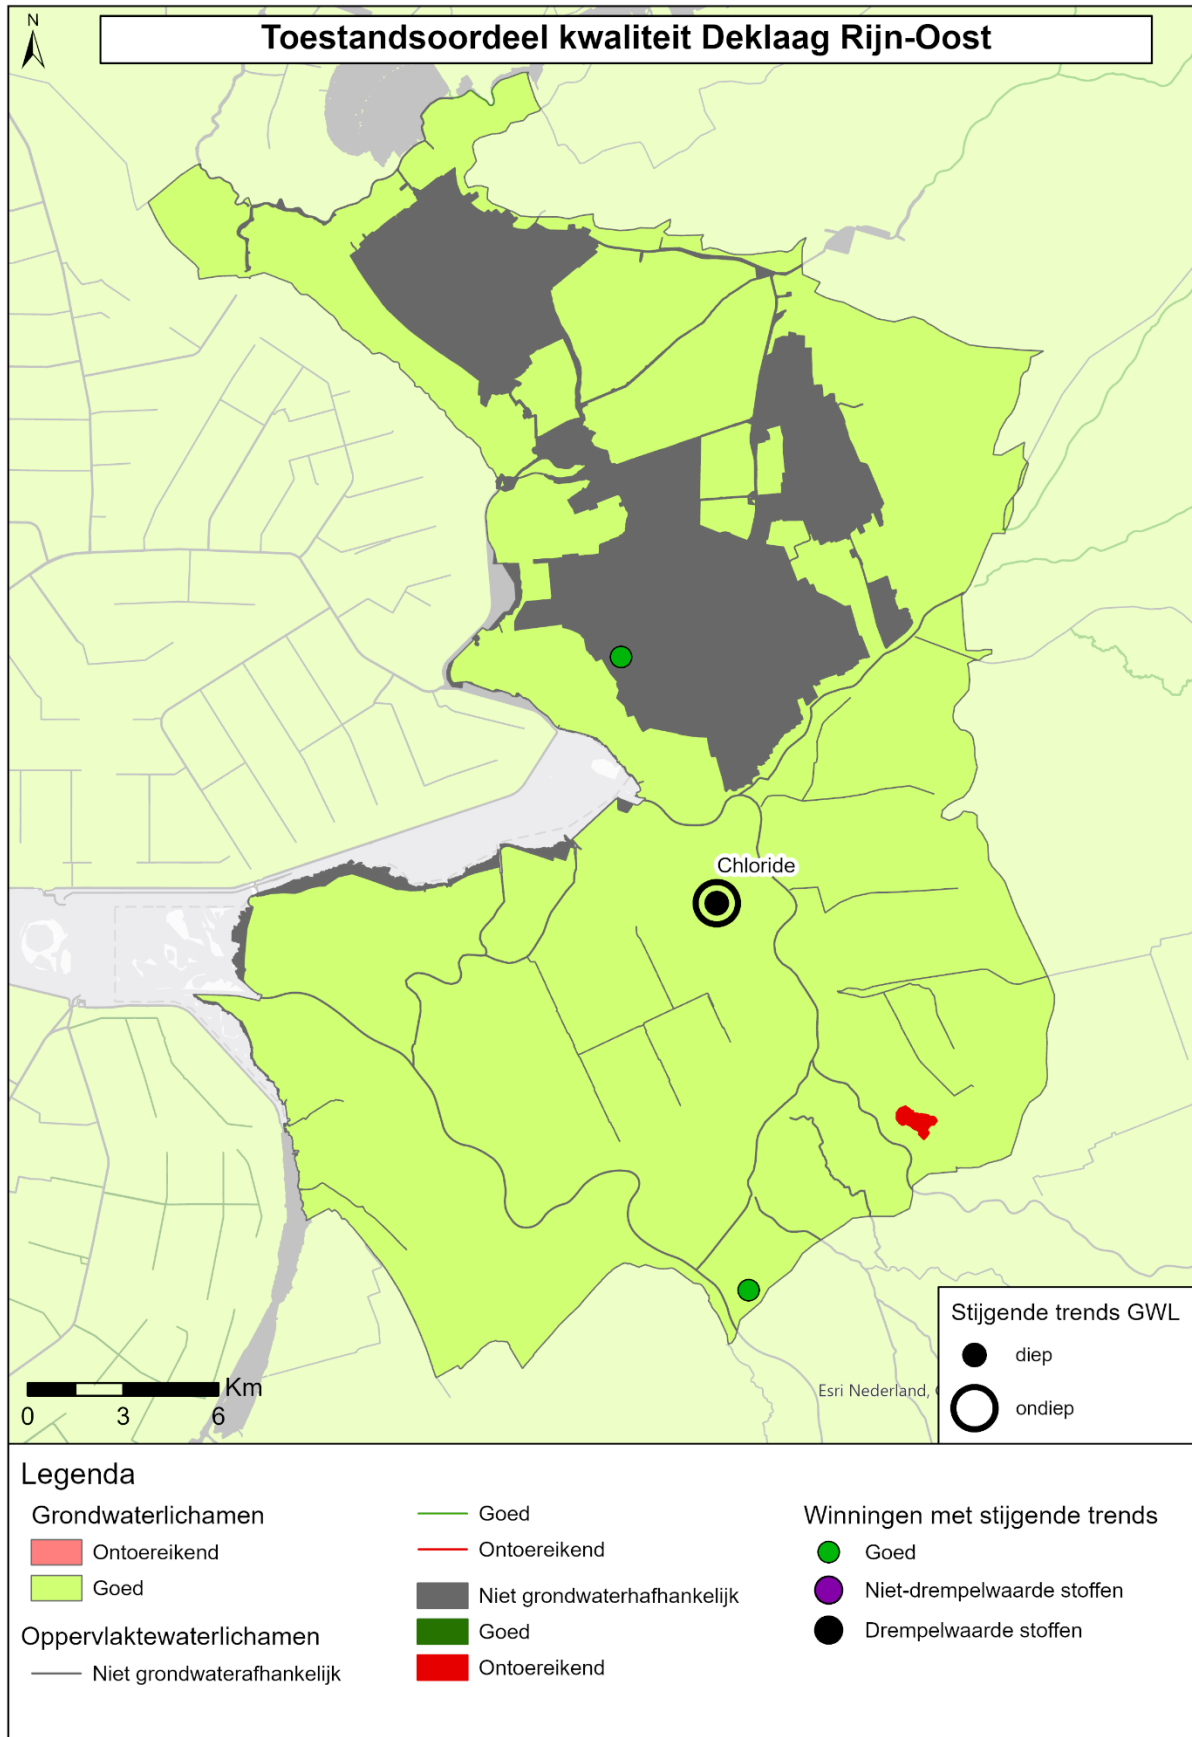 N
Toestandsoordeel kwaliteit Deklaag Rijn-Oost
Chloride
Stijgende trends GWL
diep
ondiep
Esri Nederland,
Km
0 3 6
Legenda
Grondwaterlichamen
Ontoereikend
Goed
Oppervlaktewaterlichamen
Niet grondwaterafhankelijk
Goed
Ontoereikend
Niet grondwaterhafhankelijk
Goed
Ontoereikend
Winningen met stijgende trends
Goed
Niet-drempelwaarde stoffen
Drempelwaarde stoffen